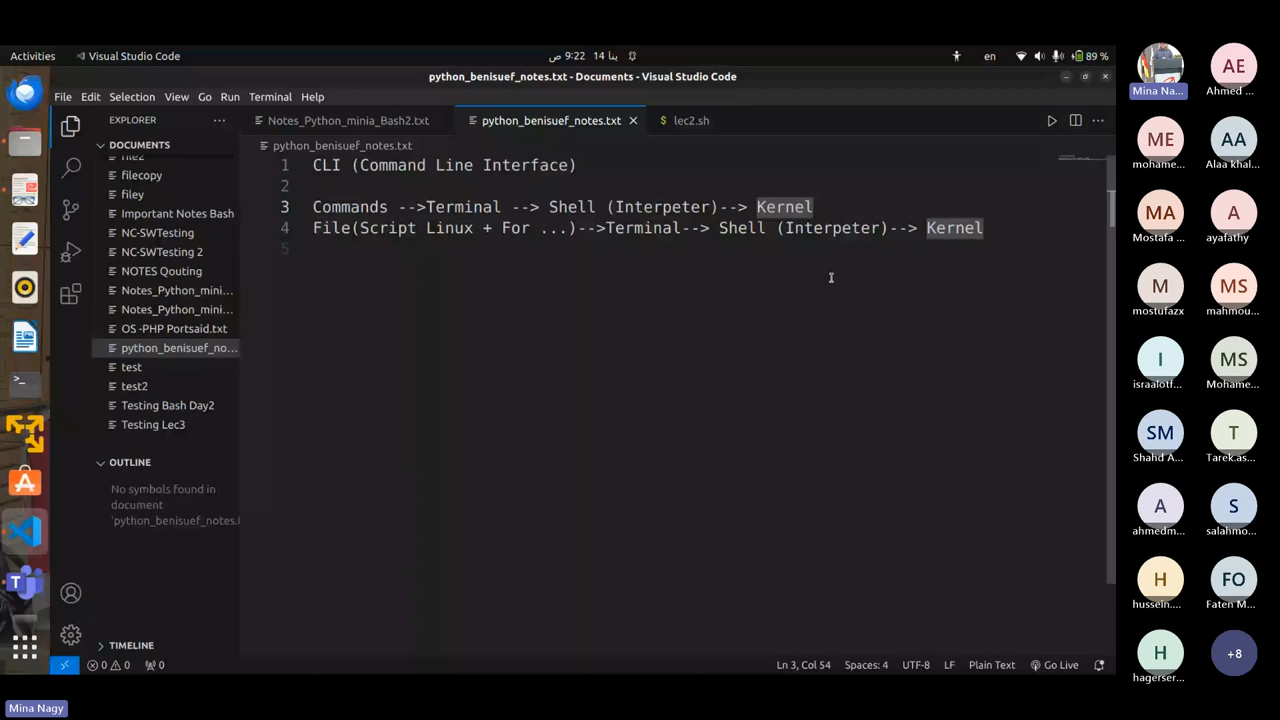 Activities
Visual Studio Code
9:22 ص
14 ينا
en
89 %
python_benisuef_notes.txt - Documents - Visual Studio Code
File Edit Selection View Go Run Terminal Help
EXPLORER
Notes_Python_minia_Bash2.txt
python_benisuef_notes.txt
lec2.sh
DOCUMENTS
file2
filecopy
filey
Important Notes Bash
NC-SWTesting
NC-SWTesting 2
NOTES Qouting
Notes_Python_mini...
Notes_Python_mini...
OS -PHP Portsaid.txt
python_benisuef_no...
test
test2
Testing Bash Day2
Testing Lec3
OUTLINE
No symbols found in
document
'python_benisuef_notes.t
TIMELINE
python_benisuef_notes.txt
1 CLI (Command Line Interface)
2
3 Commands -->Terminal --> Shell (Interpeter)--> Kernel
4 File(Script Linux + For ...)-->Terminal--> Shell (Interpeter)--> Kernel
5
0 0 0
Ln 3, Col 54 Spaces: 4 UTF-8 LF Plain Text Go Live
Mina Nagy
Mina Na...
AE
Ahmed ...
ME
mohame...
AA
Alaa khal...
MA
Mostafa ...
A
ayafathy
M
mostufazx
MS
mahmou...
I
israalotf...
MS
Mohame...
SM
Shahd A...
T
Tarek.as...
A
ahmedm...
S
salahmo...
H
hussein....
FO
Faten M...
H
hagerser...
+8